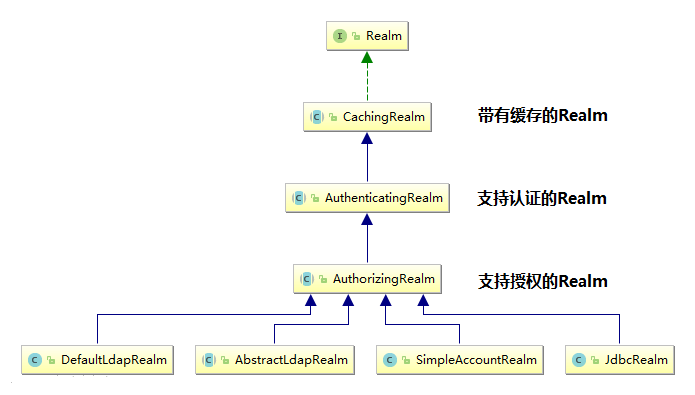 Realm
CachingRealm 带有缓存的Realm
AuthenticatingRealm 支持认证的Realm
AuthorizingRealm 支持授权的Realm
DefaultLdapRealm AbstractLdapRealm SimpleAccountRealm JdbcRealm